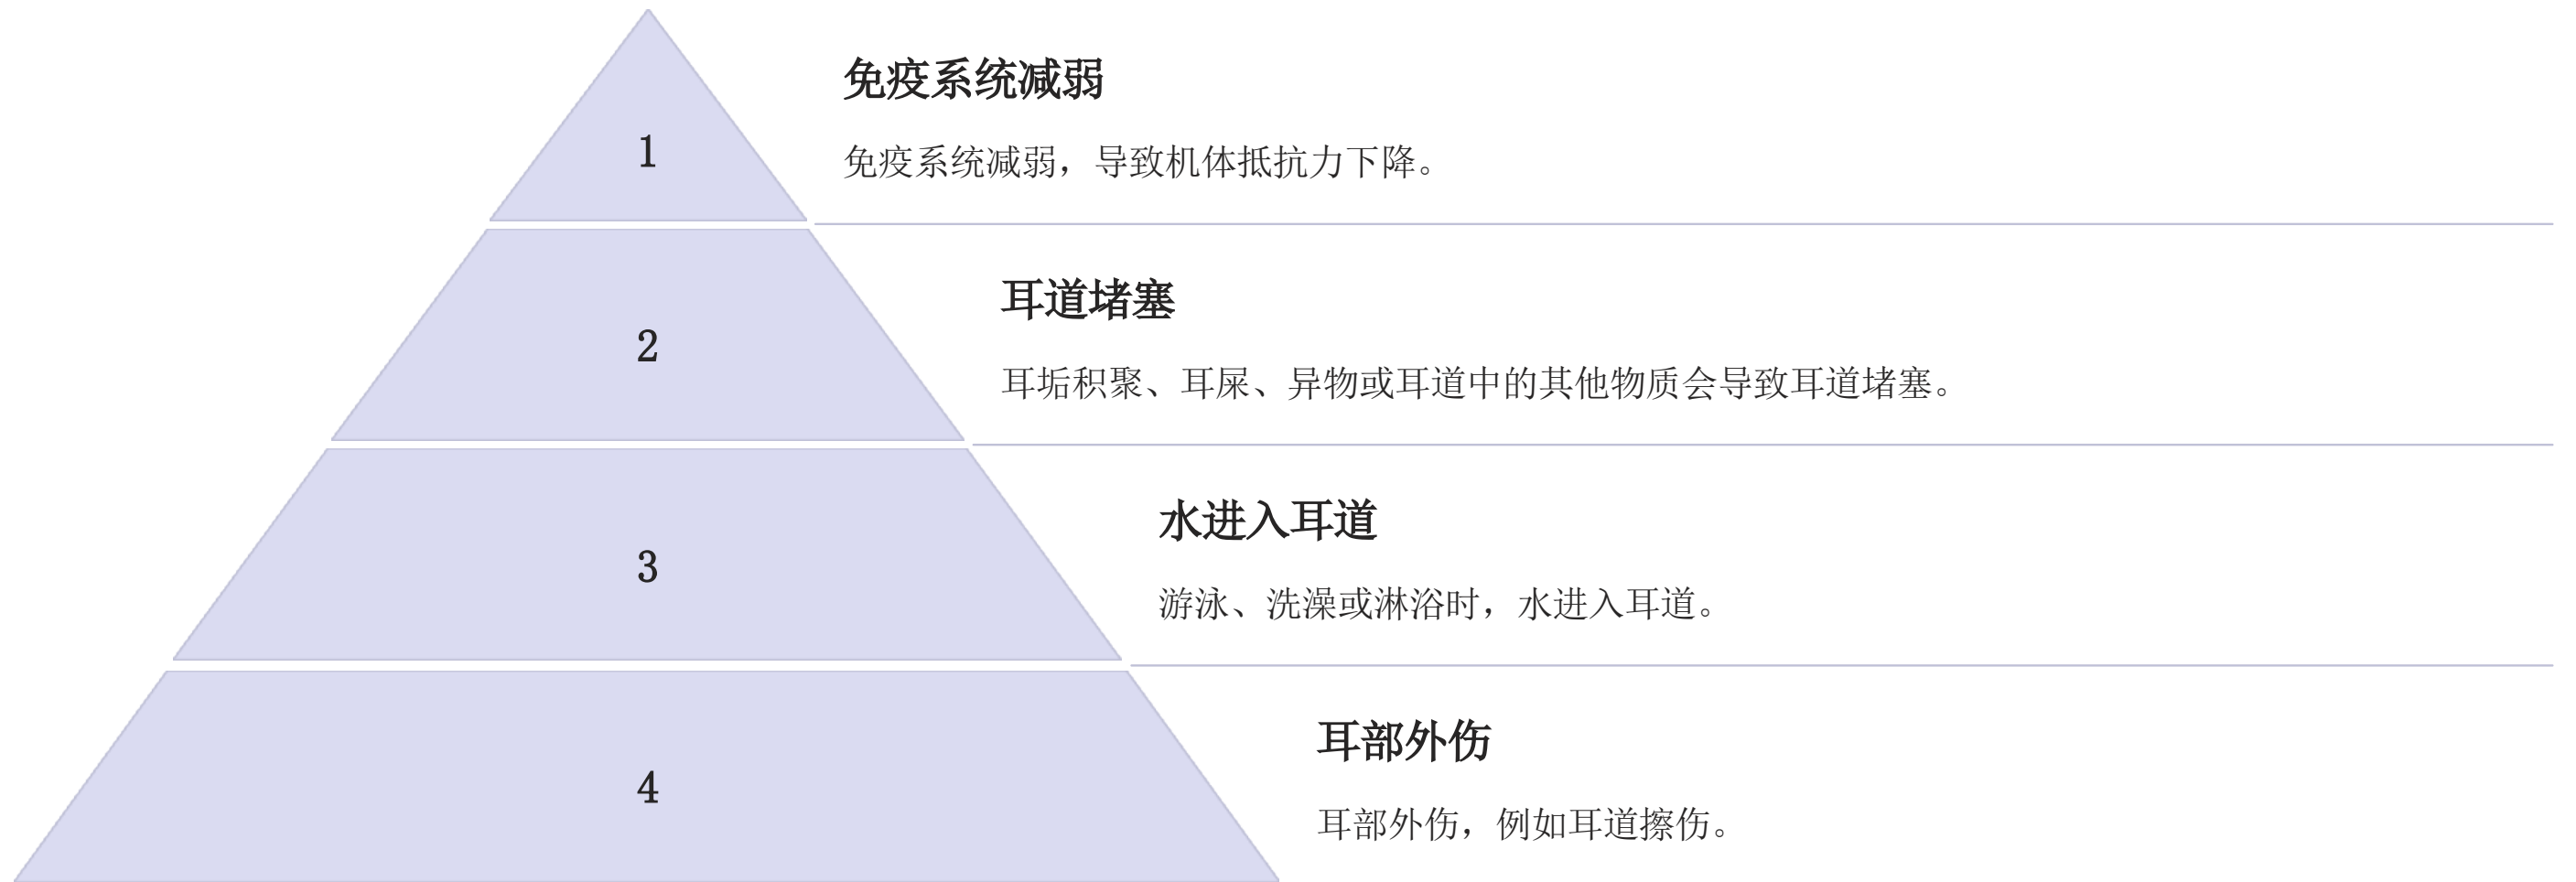 1
免疫系统减弱
免疫系统减弱，导致机体抵抗力下降。
2
耳道堵塞
耳垢积聚、耳屎、异物或耳道中的其他物质会导致耳道堵塞。
3
水进入耳道
游泳、洗澡或淋浴时，水进入耳道。
4
耳部外伤
耳部外伤，例如耳道擦伤。